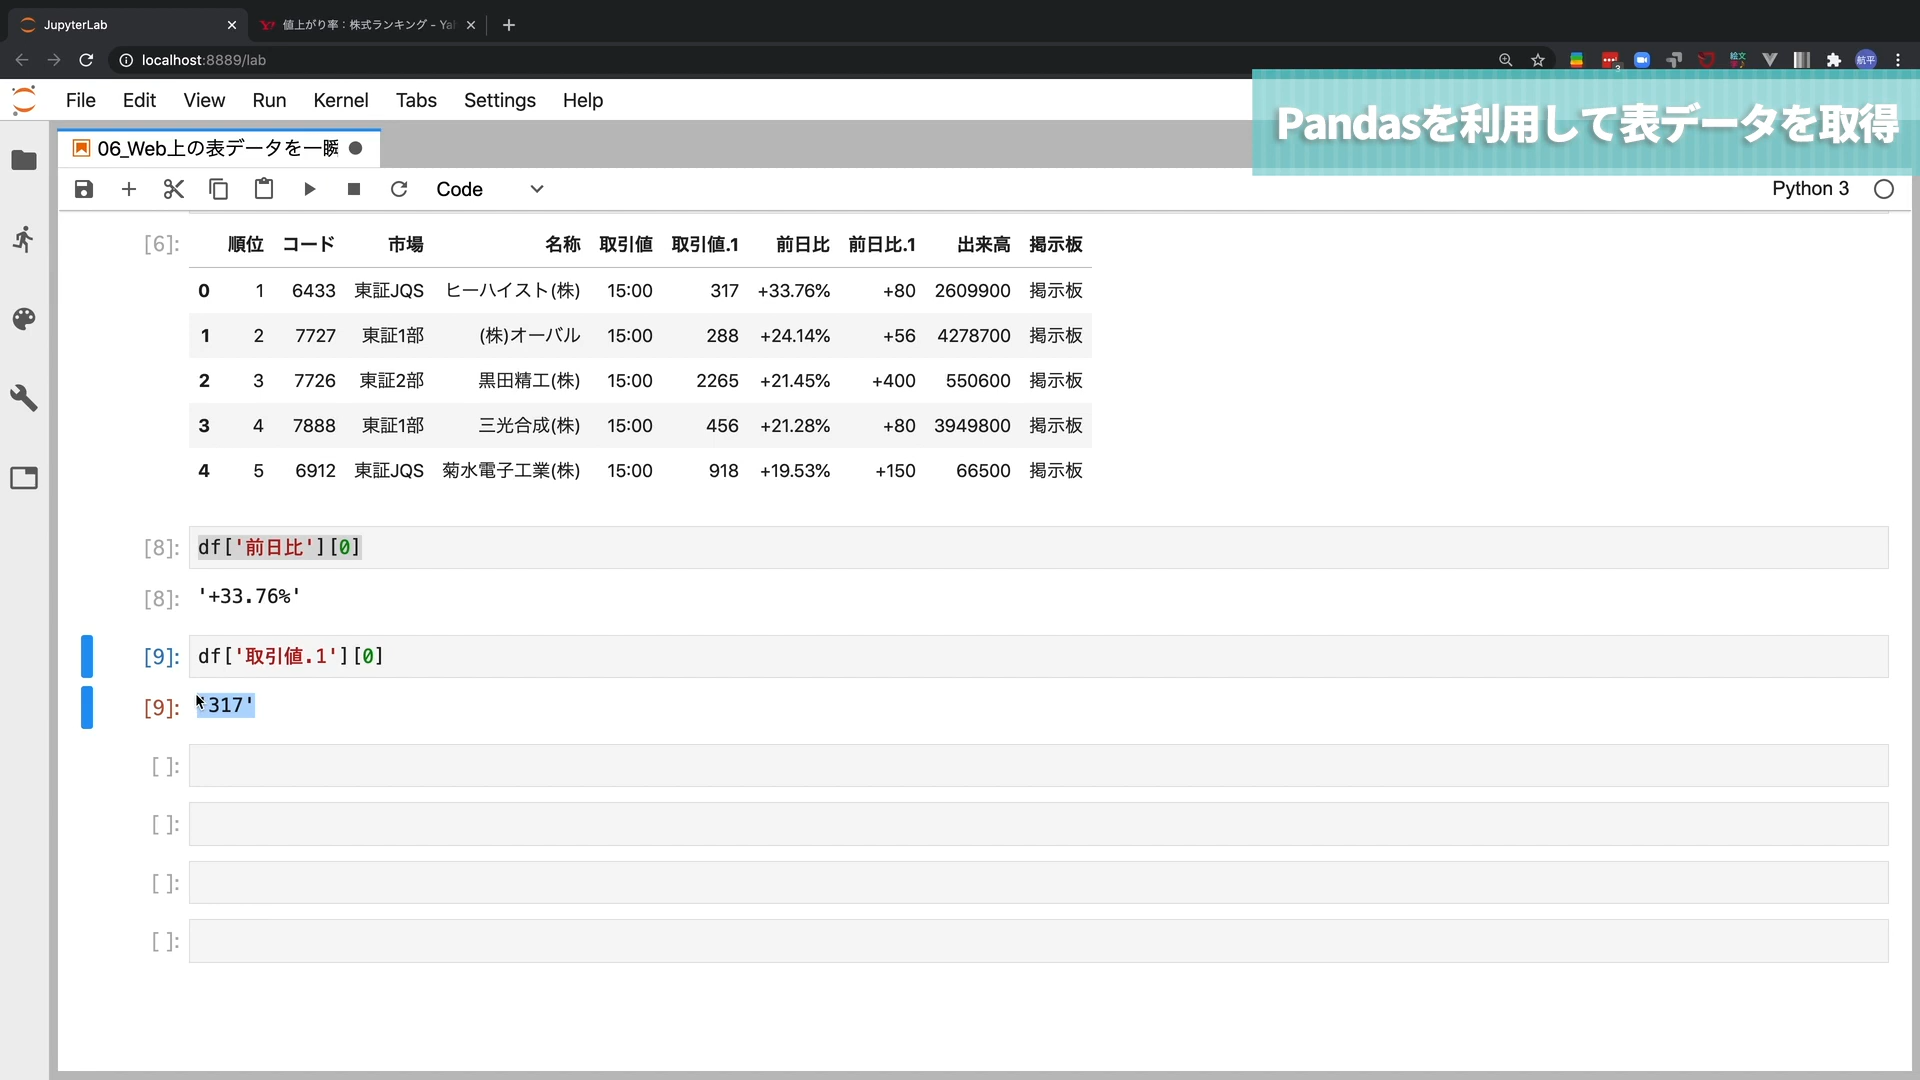 JupyterLab
値上がり率：株式ランキング - Ya
localhost:8889/lab
航平
File Edit View Run Kernel Tabs Settings Help
Pandasを利用して表データを取得
06_Web上の表データを一瞬
Code
Python 3
[6]:
順位 コード 市場 名称 取引値 取引値.1 前日比 前日比.1 出来高 掲示板
0 1 6433 東証JQS ヒーハイスト(株) 15:00 317 +33.76% +80 2609900 掲示板
1 2 7727 東証1部 (株)オーバル 15:00 288 +24.14% +56 4278700 掲示板
2 3 7726 東証2部 黒田精工(株) 15:00 2265 +21.45% +400 550600 掲示板
3 4 7888 東証1部 三光合成(株) 15:00 456 +21.28% +80 3949800 掲示板
4 5 6912 東証JQS 菊水電子工業(株) 15:00 918 +19.53% +150 66500 掲示板
[8]: df['前日比'][0]
[8]: '+33.76%'
[9]: df['取引値.1'][0]
[9]: '317'
[ ]:
[ ]:
[ ]:
[ ]: